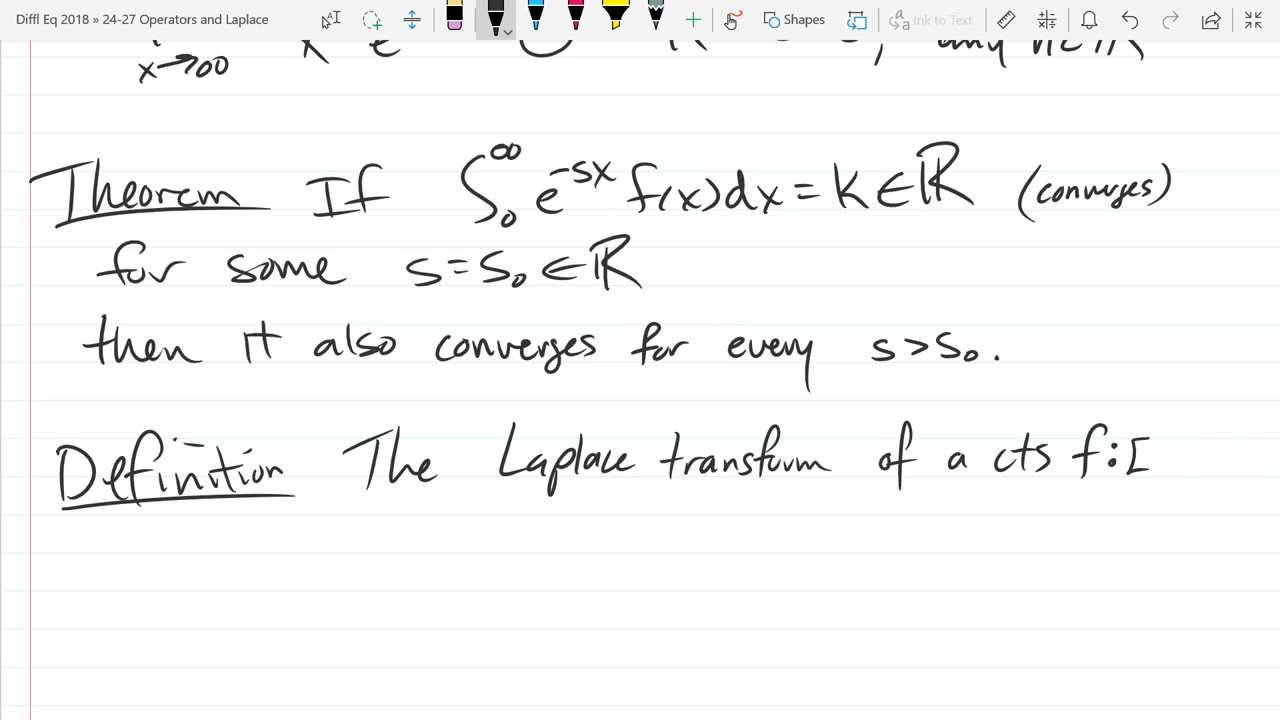 Diffl Eq 2018 » 24-27 Operators and Laplace
Shapes
Ink to Text
x→∞ x e any n∈ℝ
Theorem If ∫₀^∞ e^{-sx} f(x)dx = K ∈ ℝ (converges)
for some s = s₀ ∈ ℝ
then it also converges for every s > s₀.
Definition The Laplace transform of a cts f:[